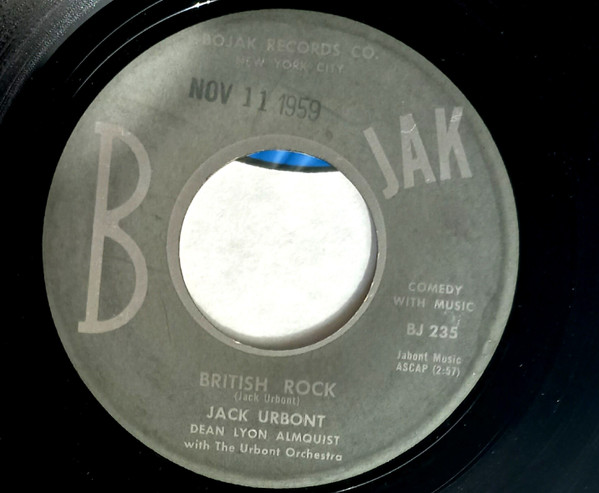 BOJAK RECORDS CO.
NEW YORK CITY
NOV 11 1959
B JAK
COMEDY
WITH MUSIC
BJ 235
Jabont Music
ASCAP (2:57)
BRITISH ROCK
(Jack Urbont)
JACK URBONT
DEAN LYON ALMQUIST
with The Urbont Orchestra